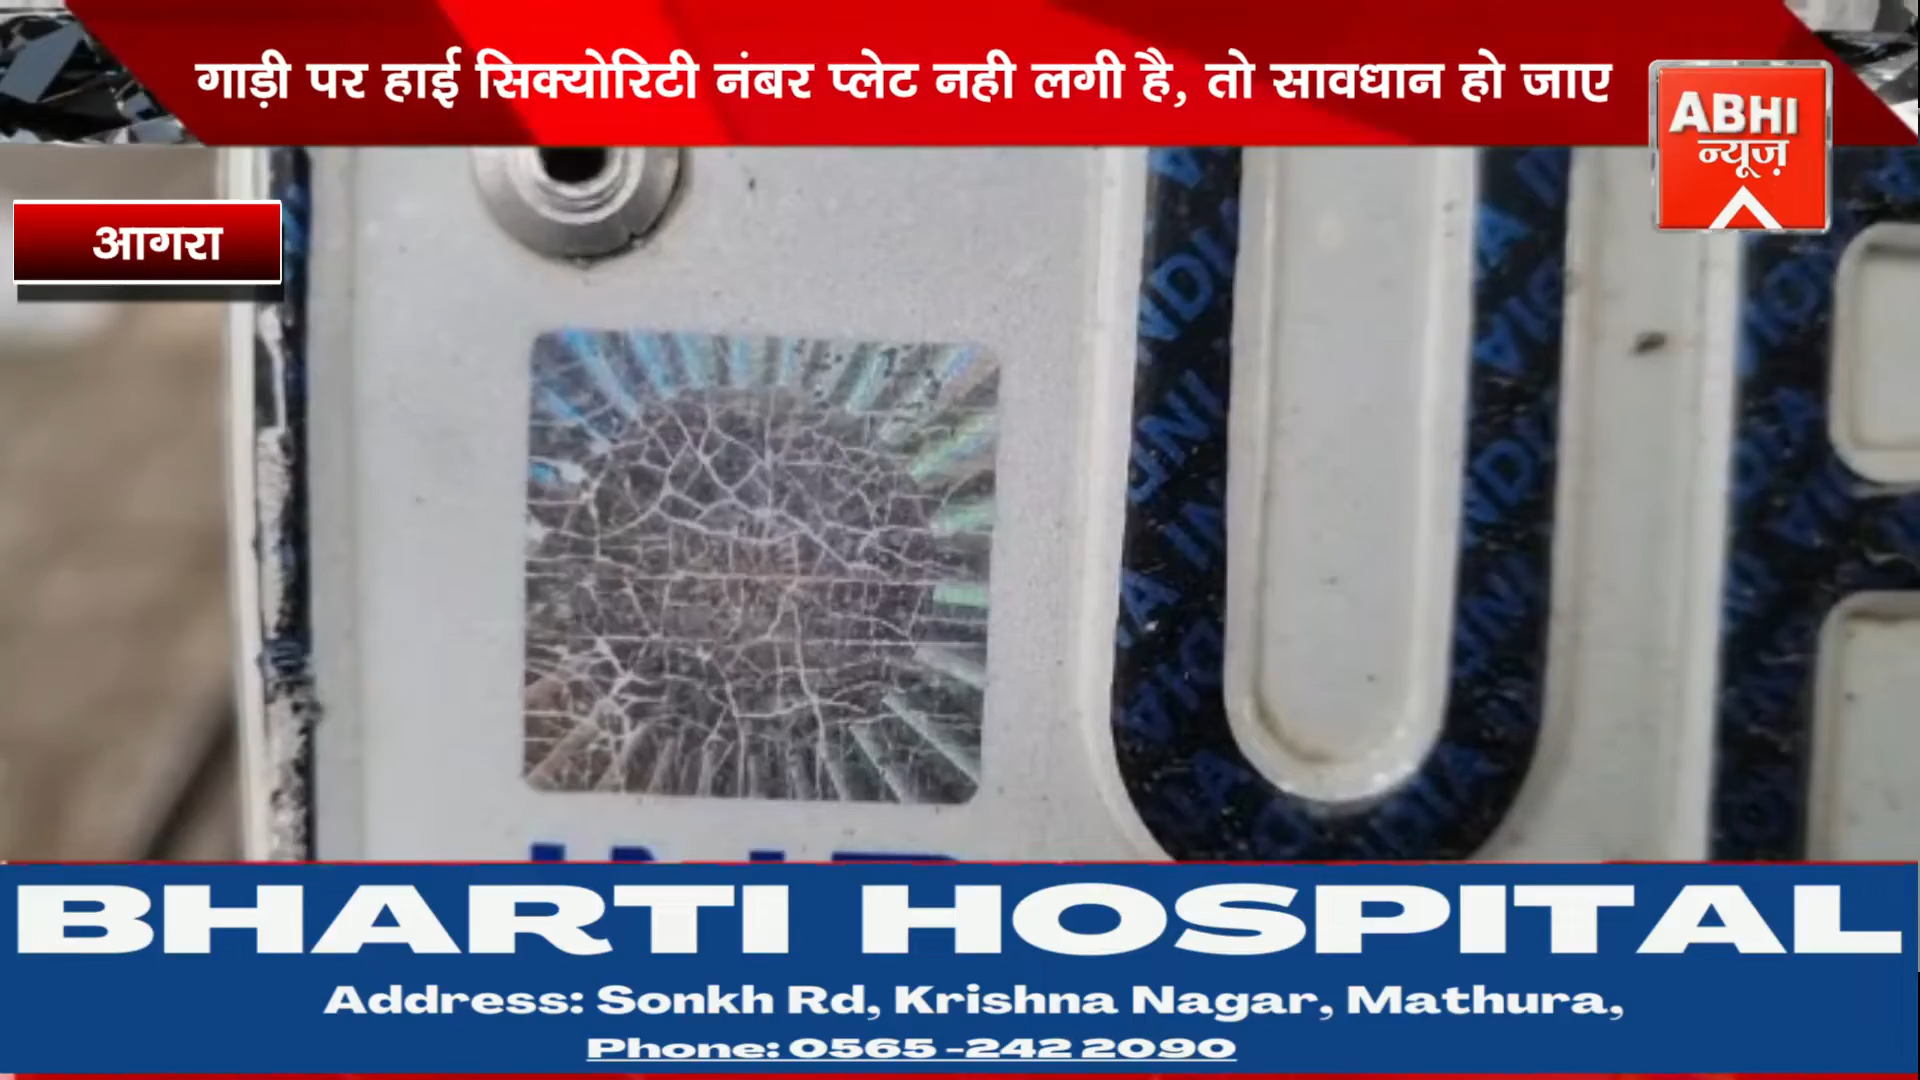 गाड़ी पर हाई सिक्योरिटी नंबर प्लेट नही लगी है, तो सावधान हो जाए
ABHI
न्यूज़
आगरा
INDIA
BHARTI HOSPITAL
Address: Sonkh Rd, Krishna Nagar, Mathura,
Phone: 0565-242 2090